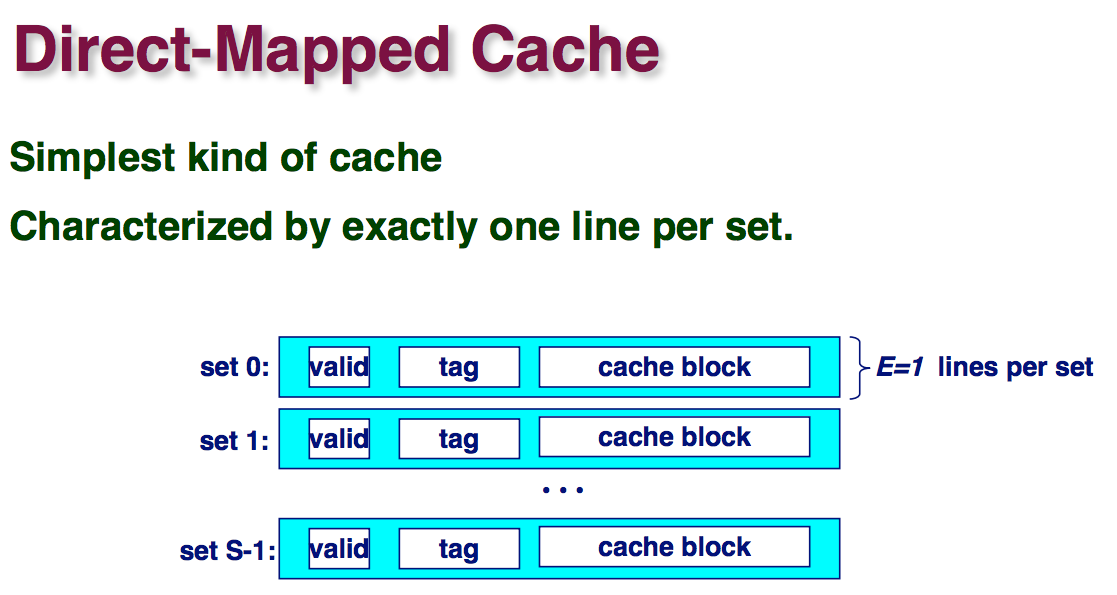 Direct-Mapped Cache
Simplest kind of cache
Characterized by exactly one line per set.
set 0: valid tag cache block E=1 lines per set
set 1: valid tag cache block
• • •
set S-1: valid tag cache block